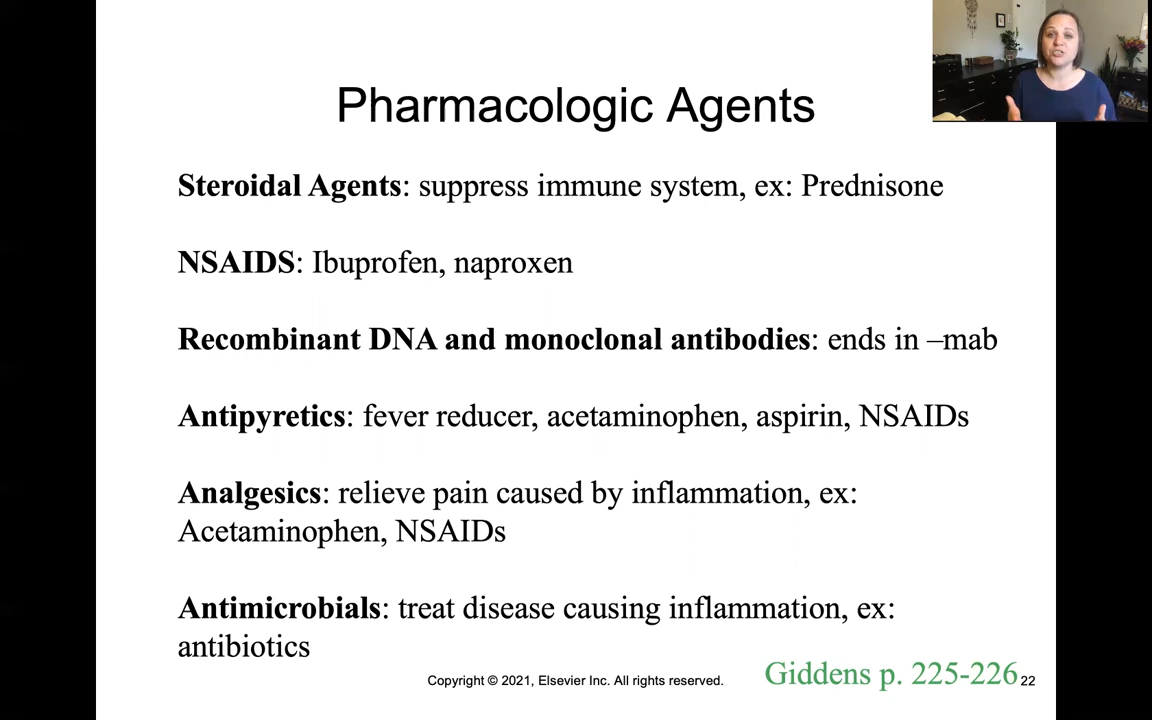 Pharmacologic Agents
Steroidal Agents: suppress immune system, ex: Prednisone
NSAIDS: Ibuprofen, naproxen
Recombinant DNA and monoclonal antibodies: ends in –mab
Antipyretics: fever reducer, acetaminophen, aspirin, NSAIDs
Analgesics: relieve pain caused by inflammation, ex:
Acetaminophen, NSAIDs
Antimicrobials: treat disease causing inflammation, ex:
antibiotics
Copyright © 2021, Elsevier Inc. All rights reserved.
Giddens p. 225-226
22